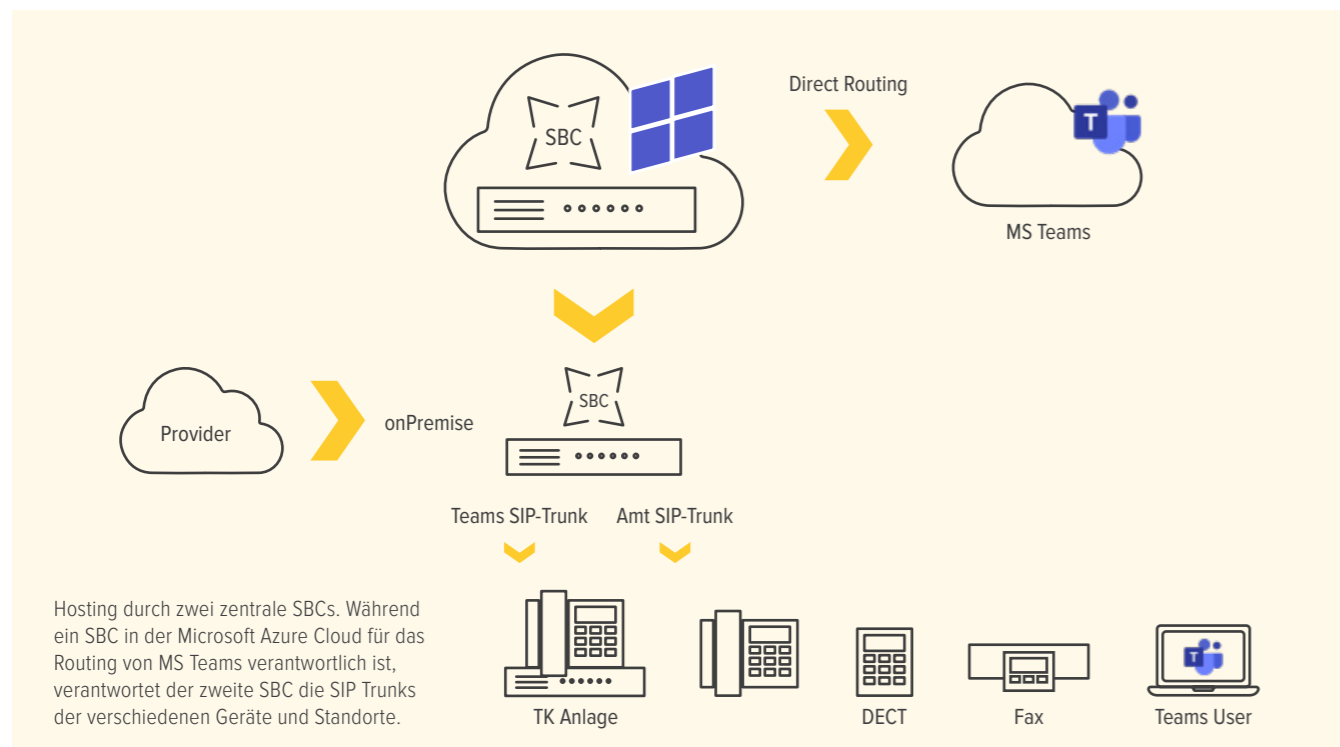 Direct Routing
SBC
T
MS Teams
SBC
Provider
onPremise
Teams SIP-Trunk
Amt SIP-Trunk
Hosting durch zwei zentrale SBCs. Während
ein SBC in der Microsoft Azure Cloud für das
Routing von MS Teams verantwortlich ist,
verantwortet der zweite SBC die SIP Trunks
der verschiedenen Geräte und Standorte.
T
TK Anlage
DECT
Fax
Teams User